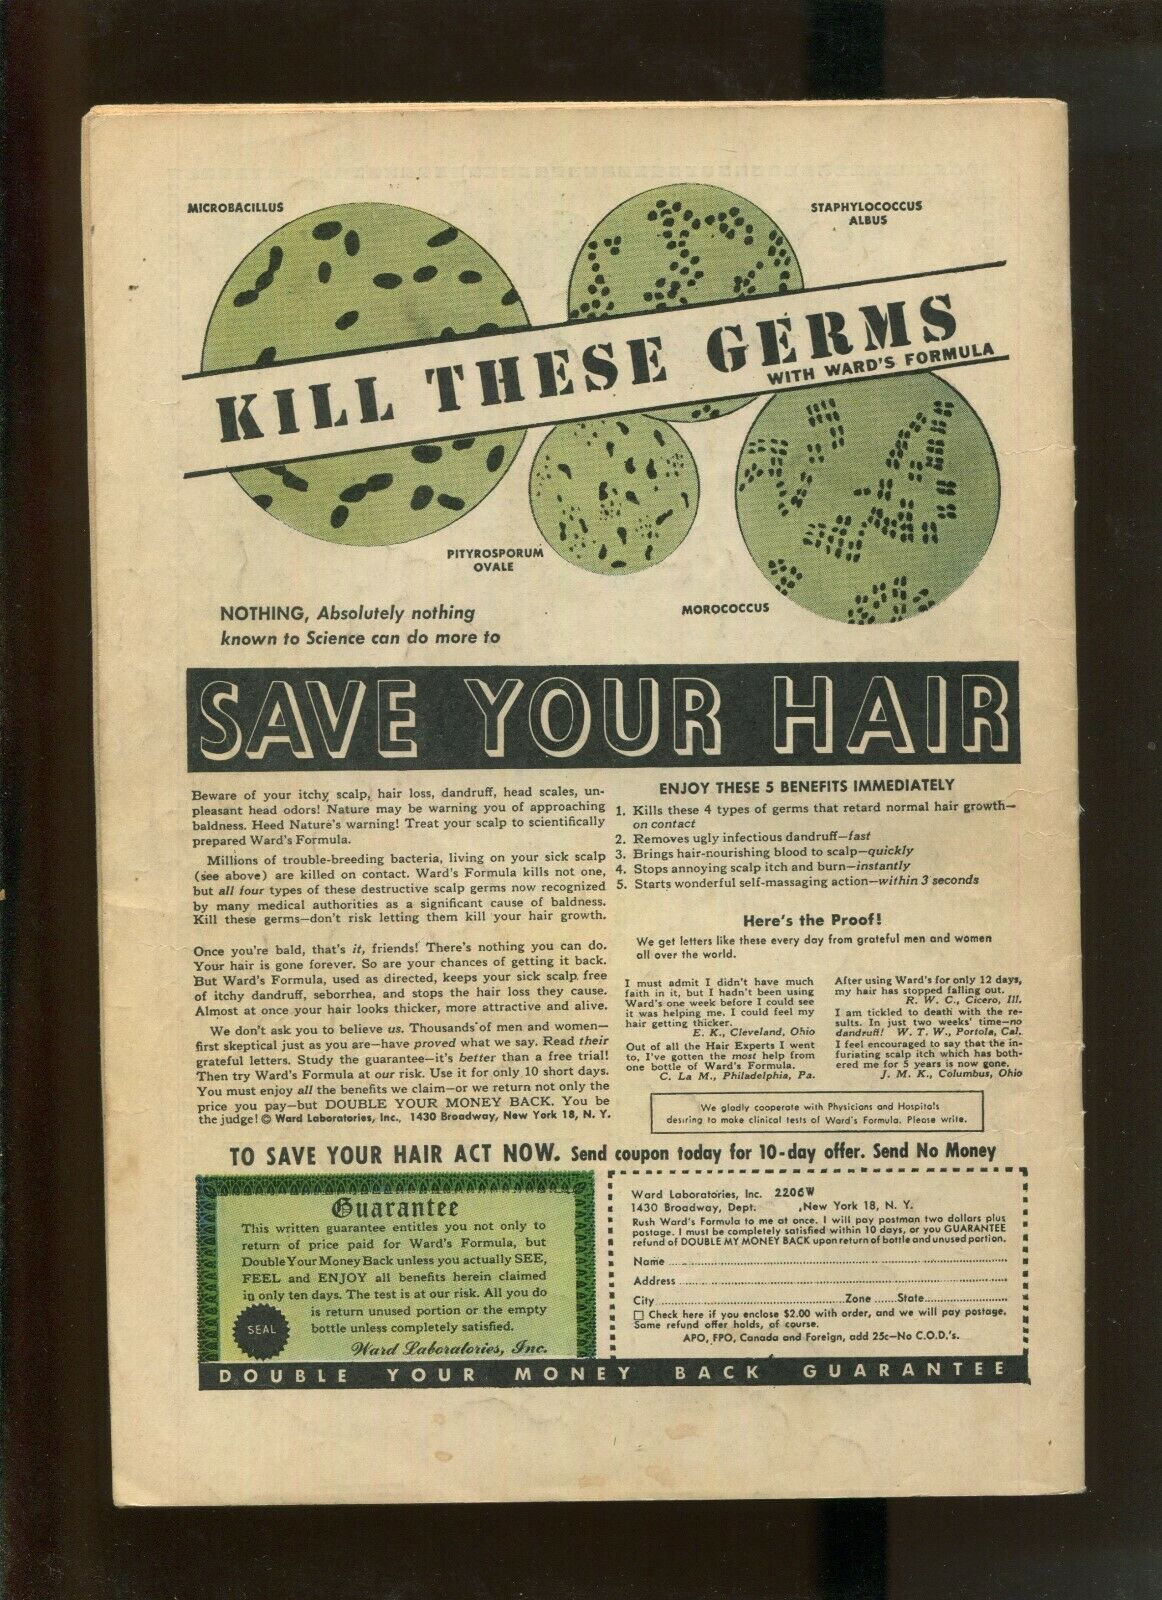 MICROBACILLUS
STAPHYLOCOCCUS
ALBUS
KILL THESE GERMS
WITH WARD'S FORMULA
PITYROSPORUM
OVALE
MOROCOCCUS
NOTHING, Absolutely nothing
known to Science can do more to
SAVE YOUR HAIR
Beware of your itchy scalp, hair loss, dandruff, head scales, un-
pleasant head odors! Nature may be warning you of approaching
baldness. Heed Nature's warning! Treat your scalp to scientifically
prepared Ward's Formula.
Millions of trouble-breeding bacteria, living on your sick scalp
(see above) are killed on contact. Ward's Formula kills not one,
but all four types of these destructive scalp germs now recognized
by many medical authorities as a significant cause of baldness.
Kill these germs—don't risk letting them kill your hair growth.
Once you're bald, that's it, friends! There's nothing you can do.
Your hair is gone forever. So are your chances of getting it back.
But Ward's Formula, used as directed, keeps your sick scalp free
of itchy dandruff, seborrhea, and stops the hair loss they cause.
Almost at once your hair looks thicker, more attractive and alive.
We don't ask you to believe us. Thousands of men and women—
first skeptical just as you are—have proved what we say. Read their
grateful letters. Study the guarantee—it's better than a free trial!
Then try Ward's Formula at our risk. Use it for only 10 short days.
You must enjoy all the benefits we claim—or we return not only the
price you pay—but DOUBLE YOUR MONEY BACK. You be
the judge! © Ward Laboratories, Inc., 1430 Broadway, New York 18, N. Y.
ENJOY THESE 5 BENEFITS IMMEDIATELY
1. Kills these 4 types of germs that retard normal hair growth—
on contact
2. Removes ugly infectious dandruff—fast
3. Brings hair-nourishing blood to scalp—quickly
4. Stops annoying scalp itch and burn—instantly
5. Starts wonderful self-massaging action—within 3 seconds
Here's the Proof!
We get letters like these every day from grateful men and women
all over the world.
I must admit I didn't have much
faith in it, but I hadn't been using
Ward's one week before I could see
it was helping me. I could feel my
hair getting thicker.
E. K., Cleveland, Ohio
Out of all the Hair Experts I went
to, I've gotten the most help from
one bottle of Ward's Formula.
C. La M., Philadelphia, Pa.
After using Ward's for only 12 days,
my hair has stopped falling out.
R. W. C., Cicero, Ill.
I am tickled to death with the re-
sults. In just two weeks' time—no
dandruff! W. T. W., Portola, Cal.
I feel encouraged to say that the in-
furiating scalp itch which has both-
ered me for 5 years is now gone.
J. M. K., Columbus, Ohio
We gladly cooperate with Physicians and Hospitals
desiring to make clinical tests of Ward's Formula. Please write.
TO SAVE YOUR HAIR ACT NOW. Send coupon today for 10-day offer. Send No Money
Guarantee
This written guarantee entitles you not only to
return of price paid for Ward's Formula, but
Double Your Money Back unless you actually SEE,
FEEL and ENJOY all benefits herein claimed
in only ten days. The test is at our risk. All you do
is return unused portion or the empty
bottle unless completely satisfied.
SEAL
Ward Laboratories, Inc.
Ward Laboratories, Inc. 2206W
1430 Broadway, Dept. , New York 18, N. Y.
Rush Ward's Formula to me at once. I will pay postman two dollars plus
postage. I must be completely satisfied within 10 days, or you GUARANTEE
refund of DOUBLE MY MONEY BACK upon return of bottle and unused portion.
Name
Address
City Zone State
Check here if you enclose $2.00 with order, and we will pay postage.
Same refund offer holds, of course.
APO, FPO, Canada and Foreign, add 25c—No C.O.D.'s.
DOUBLE YOUR MONEY BACK GUARANTEE